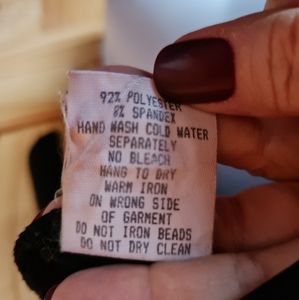 92% POLYESTER
8% SPANDEX
HAND WASH COLD WATER
SEPARATELY
NO BLEACH
HANG TO DRY
WARM IRON
ON WRONG SIDE
OF GARMENT
DO NOT IRON BEADS
DO NOT DRY CLEAN